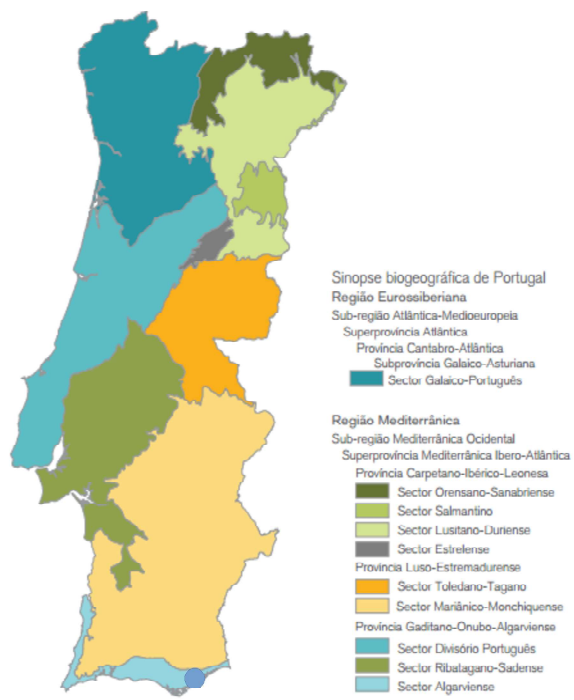 Sinopse biogeográfica de Portugal
Região Eurossiberiana
Sub-região Atlântica-Medioeuropeia
Superprovíncia Atlântica
Província Cantabro-Atlântica
Subprovíncia Galaico-Asturiana
Sector Galaico-Português
Região Mediterrânica
Sub-região Mediterrânica Ocidental
Superprovíncia Mediterrânica Ibero-Atlântica
Província Carpetano-Ibérico-Leonesa
Sector Orensano-Sanabriense
Sector Salmantino
Sector Lusitano-Duriense
Sector Estrelense
Província Luso-Estremadurense
Sector Toledano-Tagano
Sector Mariânico-Monchiquense
Província Gaditano-Onubo-Algarviense
Sector Divisório Português
Sector Ribatagano-Sadense
Sector Algarviense